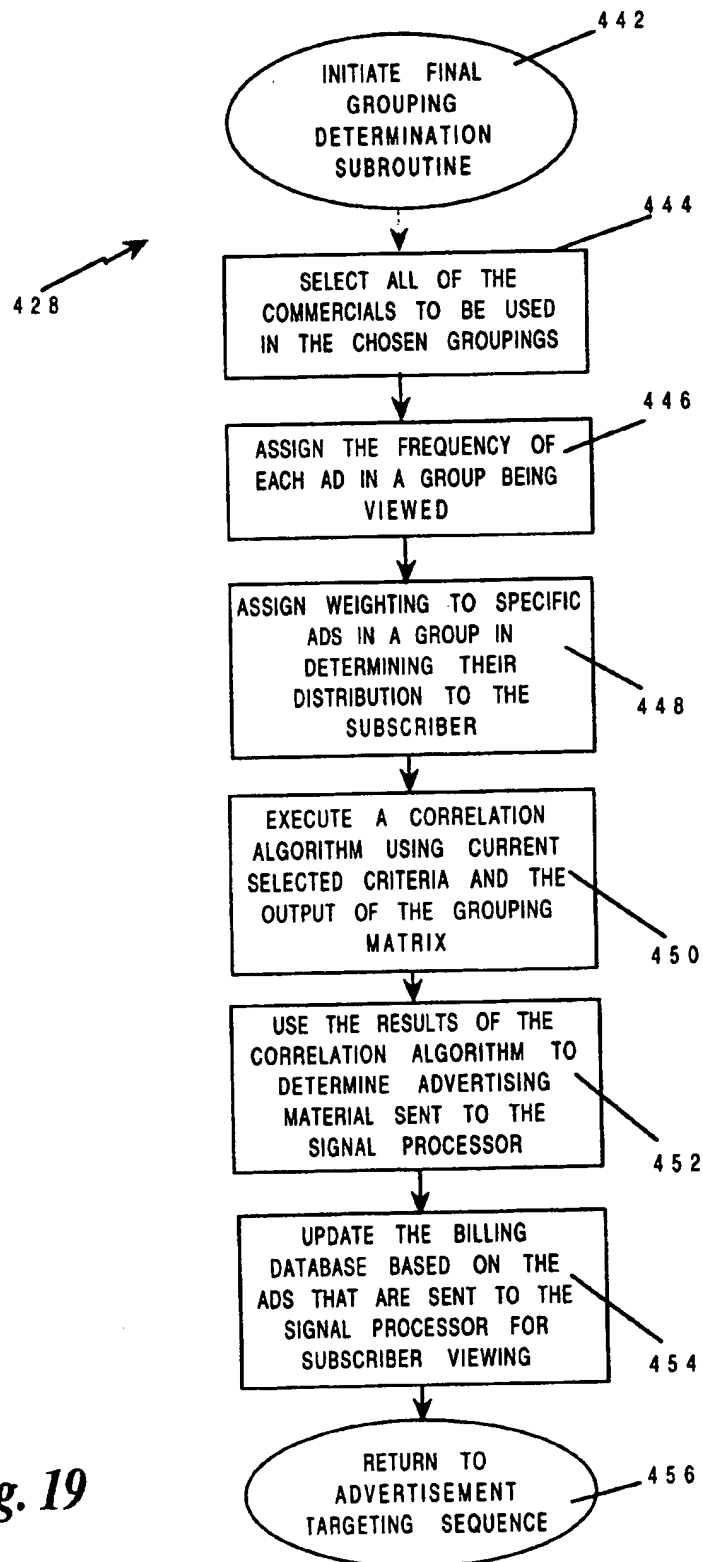 442
INITIATE FINAL
GROUPING
DETERMINATION
SUBROUTINE
428
444
SELECT ALL OF THE
COMMERCIALS TO BE USED
IN THE CHOSEN GROUPINGS
446
ASSIGN THE FREQUENCY OF
EACH AD IN A GROUP BEING
VIEWED
ASSIGN WEIGHTING TO SPECIFIC
ADS IN A GROUP IN
DETERMINING THEIR
DISTRIBUTION TO THE
SUBSCRIBER
448
EXECUTE A CORRELATION
ALGORITHM USING CURRENT
SELECTED CRITERIA AND THE
OUTPUT OF THE GROUPING
MATRIX
450
USE THE RESULTS OF THE
CORRELATION ALGORITHM TO
DETERMINE ADVERTISING
MATERIAL SENT TO THE
SIGNAL PROCESSOR
452
UPDATE THE BILLING
DATABASE BASED ON THE
ADS THAT ARE SENT TO THE
SIGNAL PROCESSOR FOR
SUBSCRIBER VIEWING
454
RETURN TO
ADVERTISEMENT
TARGETING SEQUENCE
456
g. 19